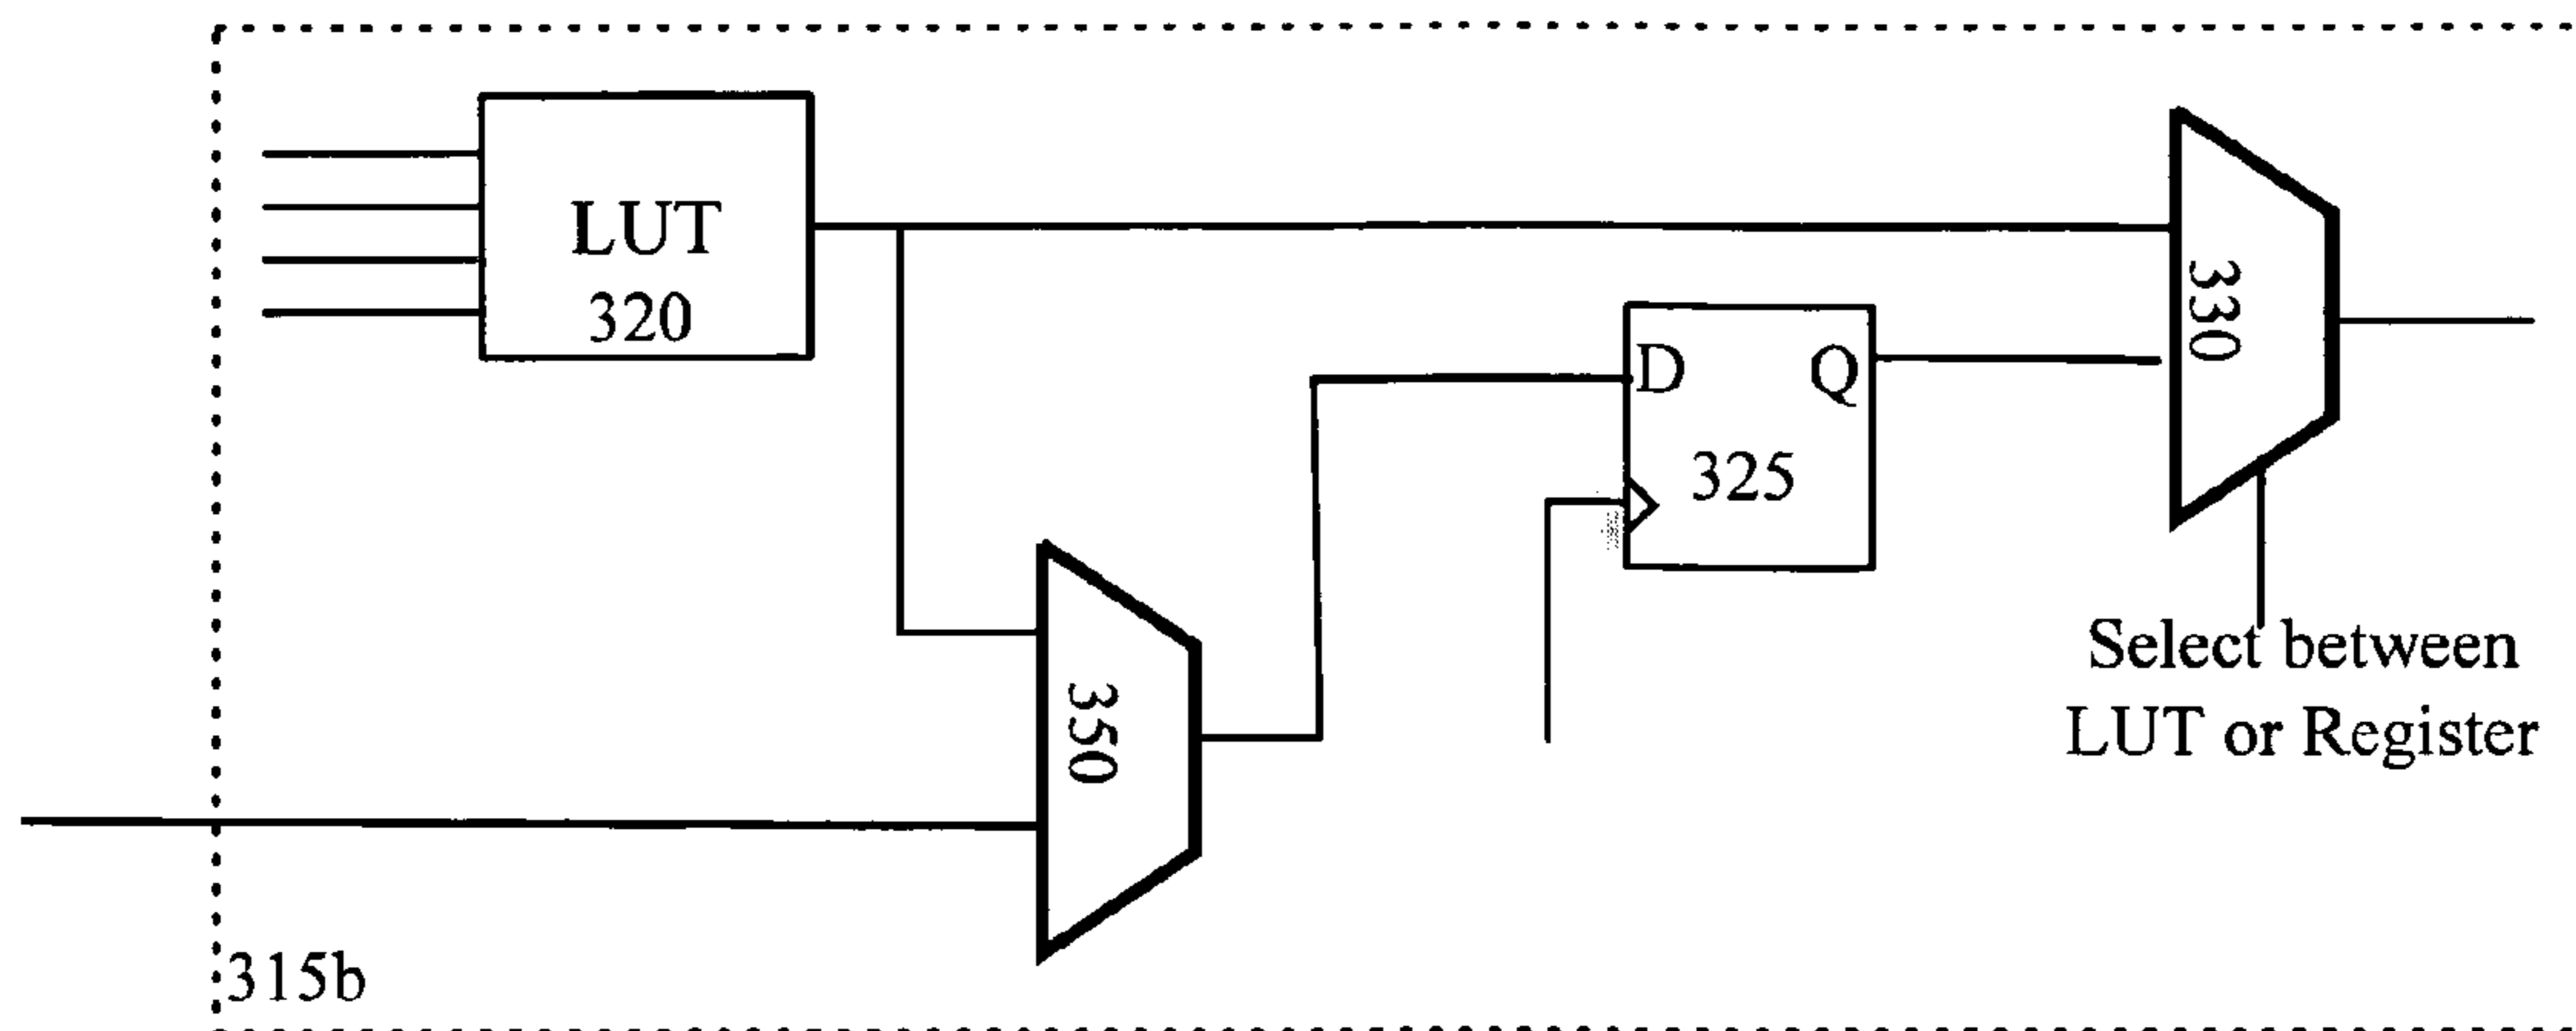 LUT
320
330
D
Q
325
350
Select between
LUT or Register
315b